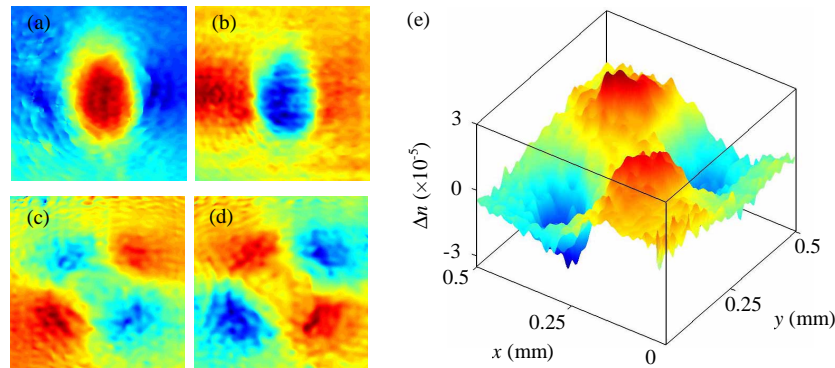 (a)
(b)
(c)
(d)
(e)
Δn (×10⁻⁵)
3
0
-3
0.5
0.25
0
x (mm)
0.25
0.5
y (mm)